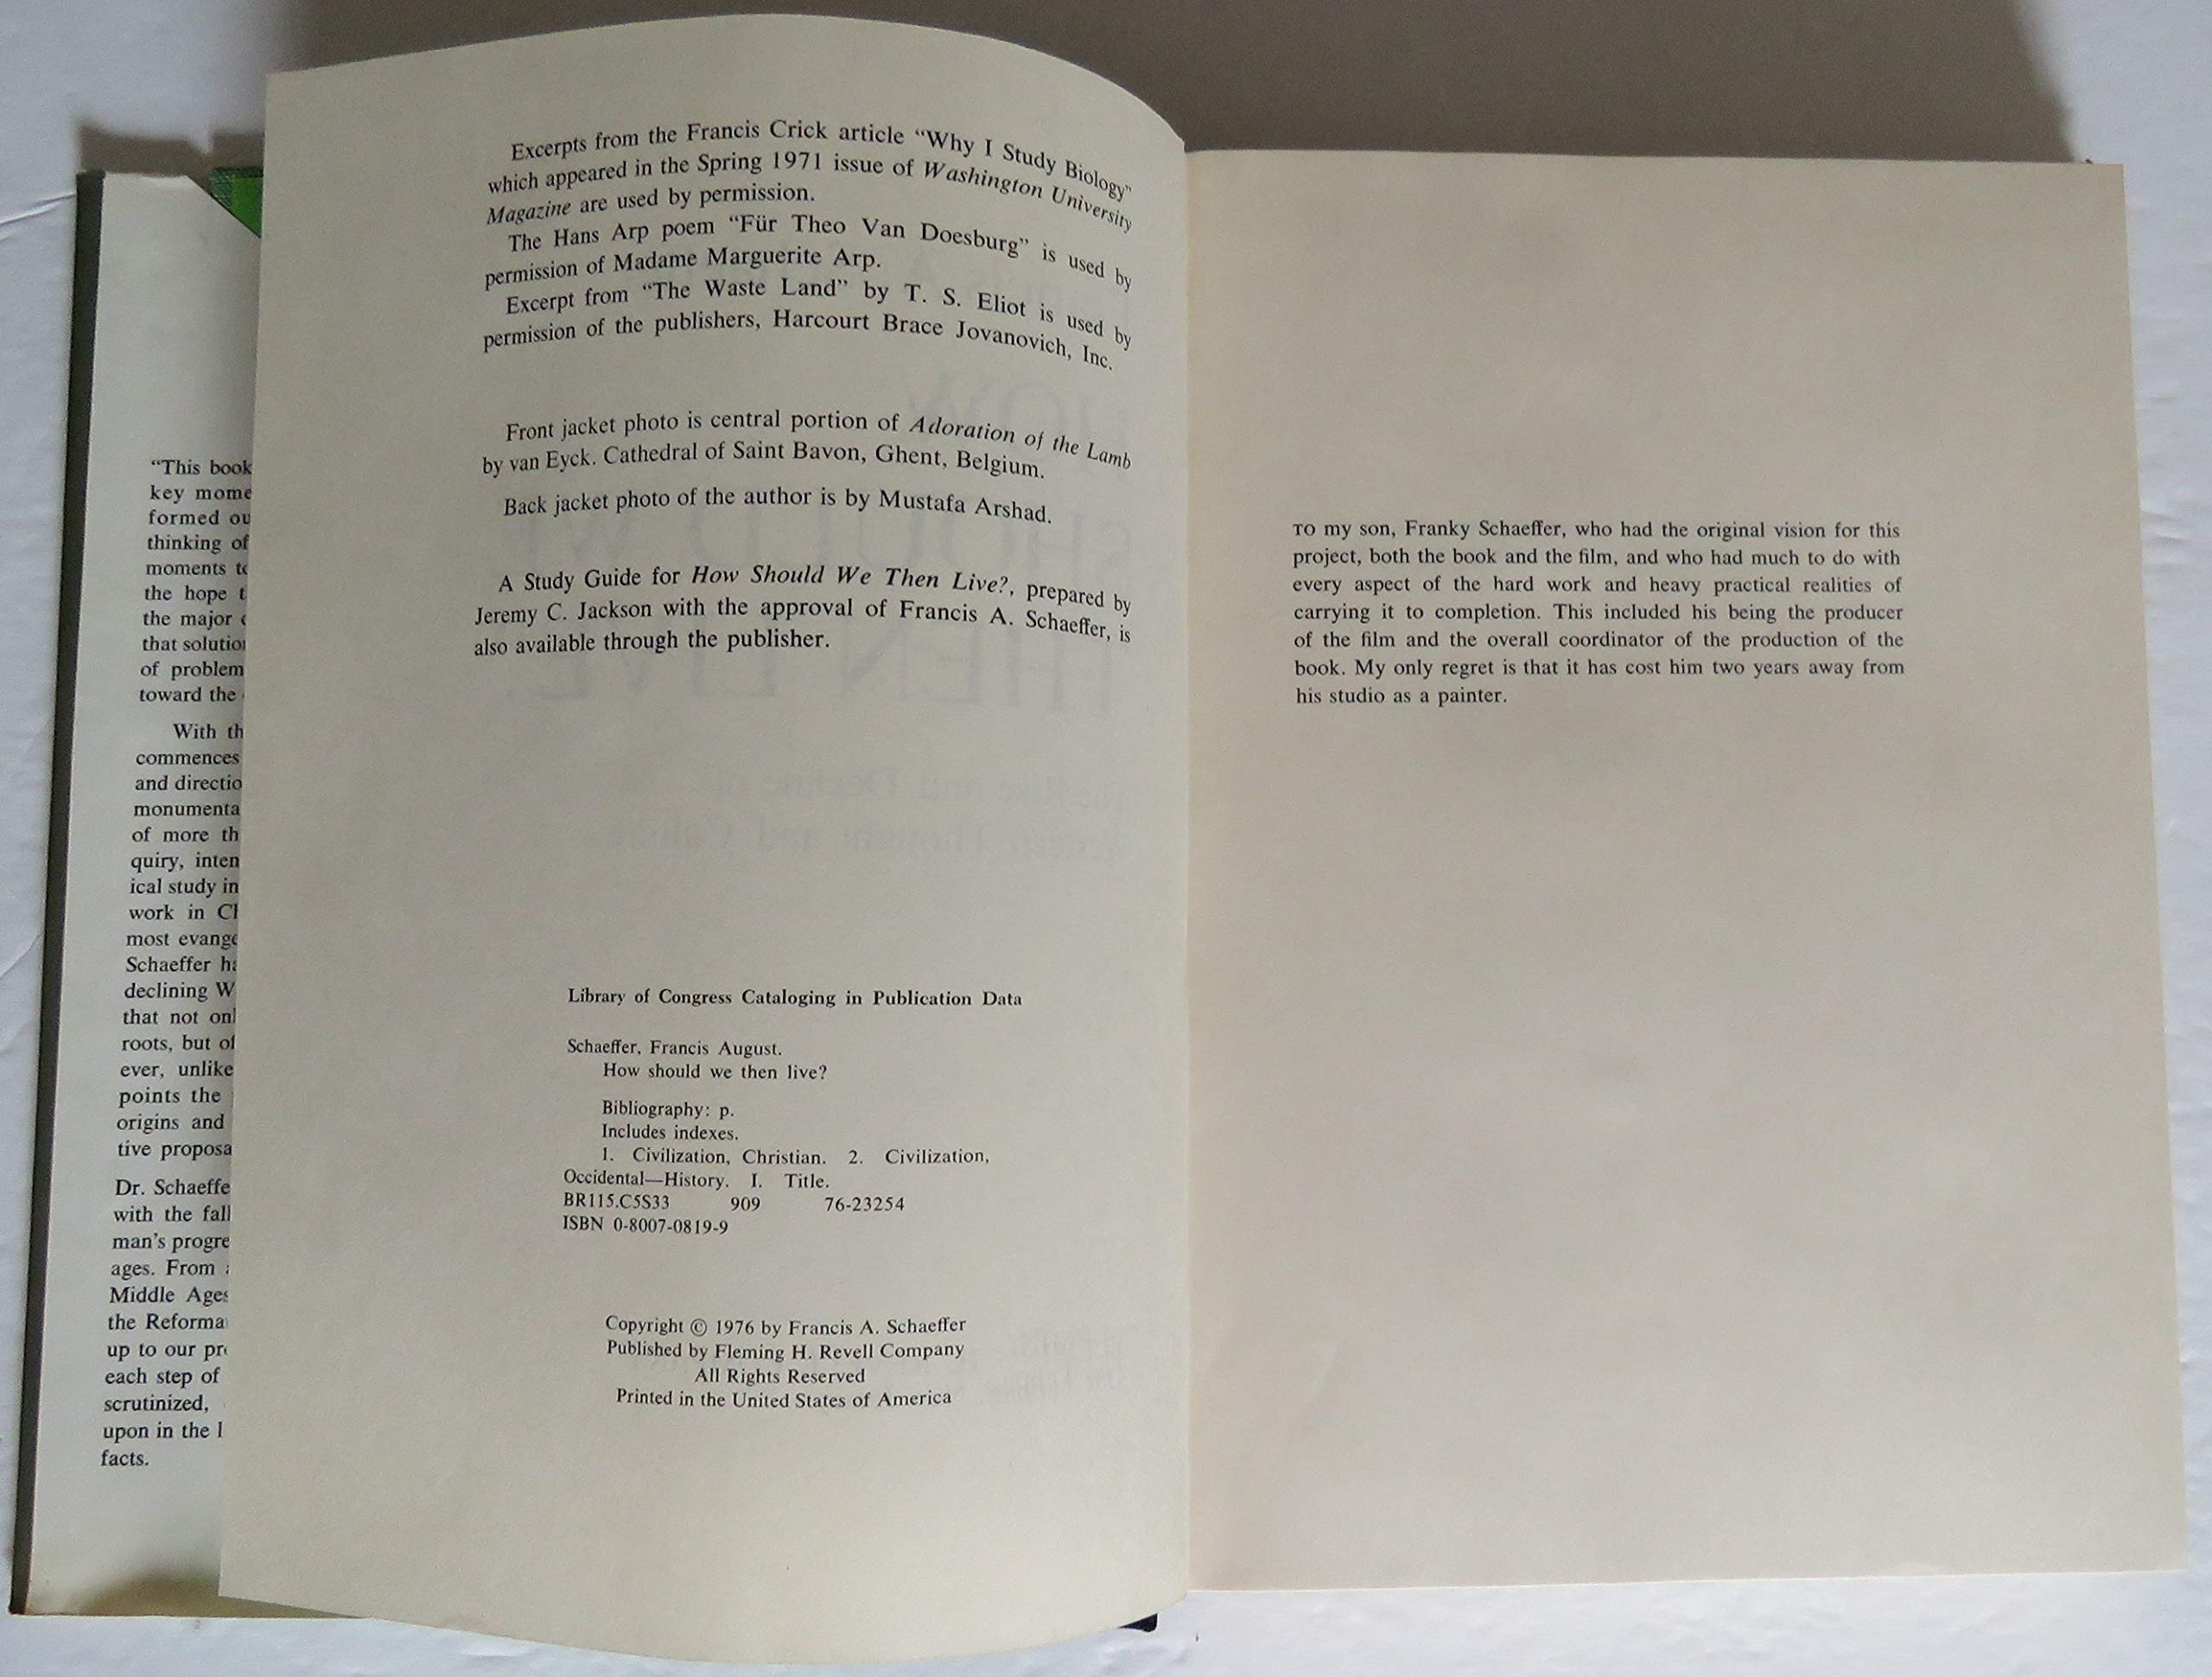 "This book
key mome
formed ou
thinking of
moments to
the hope t
the major
that solution
of problem
toward the
With th
commences
and directio
monumenta
of more th
quiry, inten
ical study in
work in Ch
most evange
Schaeffer ha
declining W
that not onl
roots, but of
ever, unlike
points the
origins and
tive proposa
Dr. Schaeffe
with the fall
man's progre
ages. From
Middle Ages
the Reforma
up to our pre
each step of
scrutinized,
upon in the l
facts.
Excerpts from the Francis Crick article "Why I Study Biology"
which appeared in the Spring 1971 issue of Washington University
Magazine are used by permission.
The Hans Arp poem "Für Theo Van Doesburg" is used by
permission of Madame Marguerite Arp.
Excerpt from "The Waste Land" by T. S. Eliot is used by
permission of the publishers, Harcourt Brace Jovanovich, Inc.
Front jacket photo is central portion of Adoration of the Lamb
by van Eyck. Cathedral of Saint Bavon, Ghent, Belgium.
Back jacket photo of the author is by Mustafa Arshad.
A Study Guide for How Should We Then Live?, prepared by
Jeremy C. Jackson with the approval of Francis A. Schaeffer, is
also available through the publisher.
Library of Congress Cataloging in Publication Data
Schaeffer, Francis August.
How should we then live?
Bibliography: p.
Includes indexes.
1. Civilization, Christian. 2. Civilization,
Occidental—History. I. Title.
BR115.C5S33 909 76-23254
ISBN 0-8007-0819-9
Copyright © 1976 by Francis A. Schaeffer
Published by Fleming H. Revell Company
All Rights Reserved
Printed in the United States of America
TO my son, Franky Schaeffer, who had the original vision for this
project, both the book and the film, and who had much to do with
every aspect of the hard work and heavy practical realities of
carrying it to completion. This included his being the producer
of the film and the overall coordinator of the production of the
book. My only regret is that it has cost him two years away from
his studio as a painter.